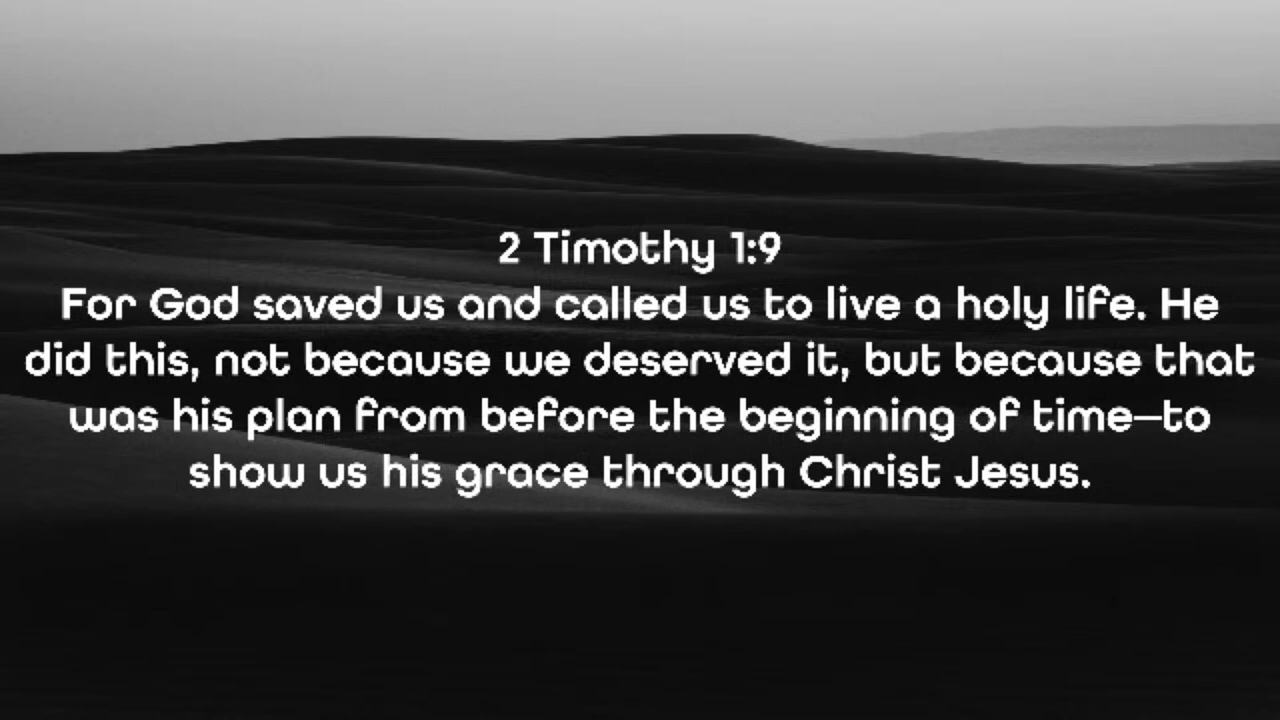 2 Timothy 1:9
For God saved us and called us to live a holy life. He
did this, not because we deserved it, but because that
was his plan from before the beginning of time—to
show us his grace through Christ Jesus.